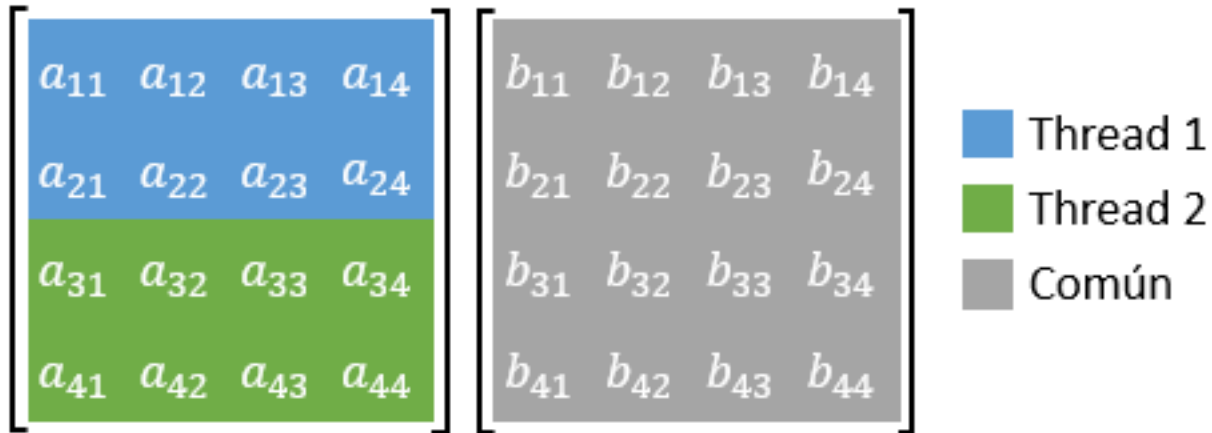 a11 a12 a13 a14 b11 b12 b13 b14
a21 a22 a23 a24 b21 b22 b23 b24
a31 a32 a33 a34 b31 b32 b33 b34
a41 a42 a43 a44 b41 b42 b43 b44
Thread 1
Thread 2
Común